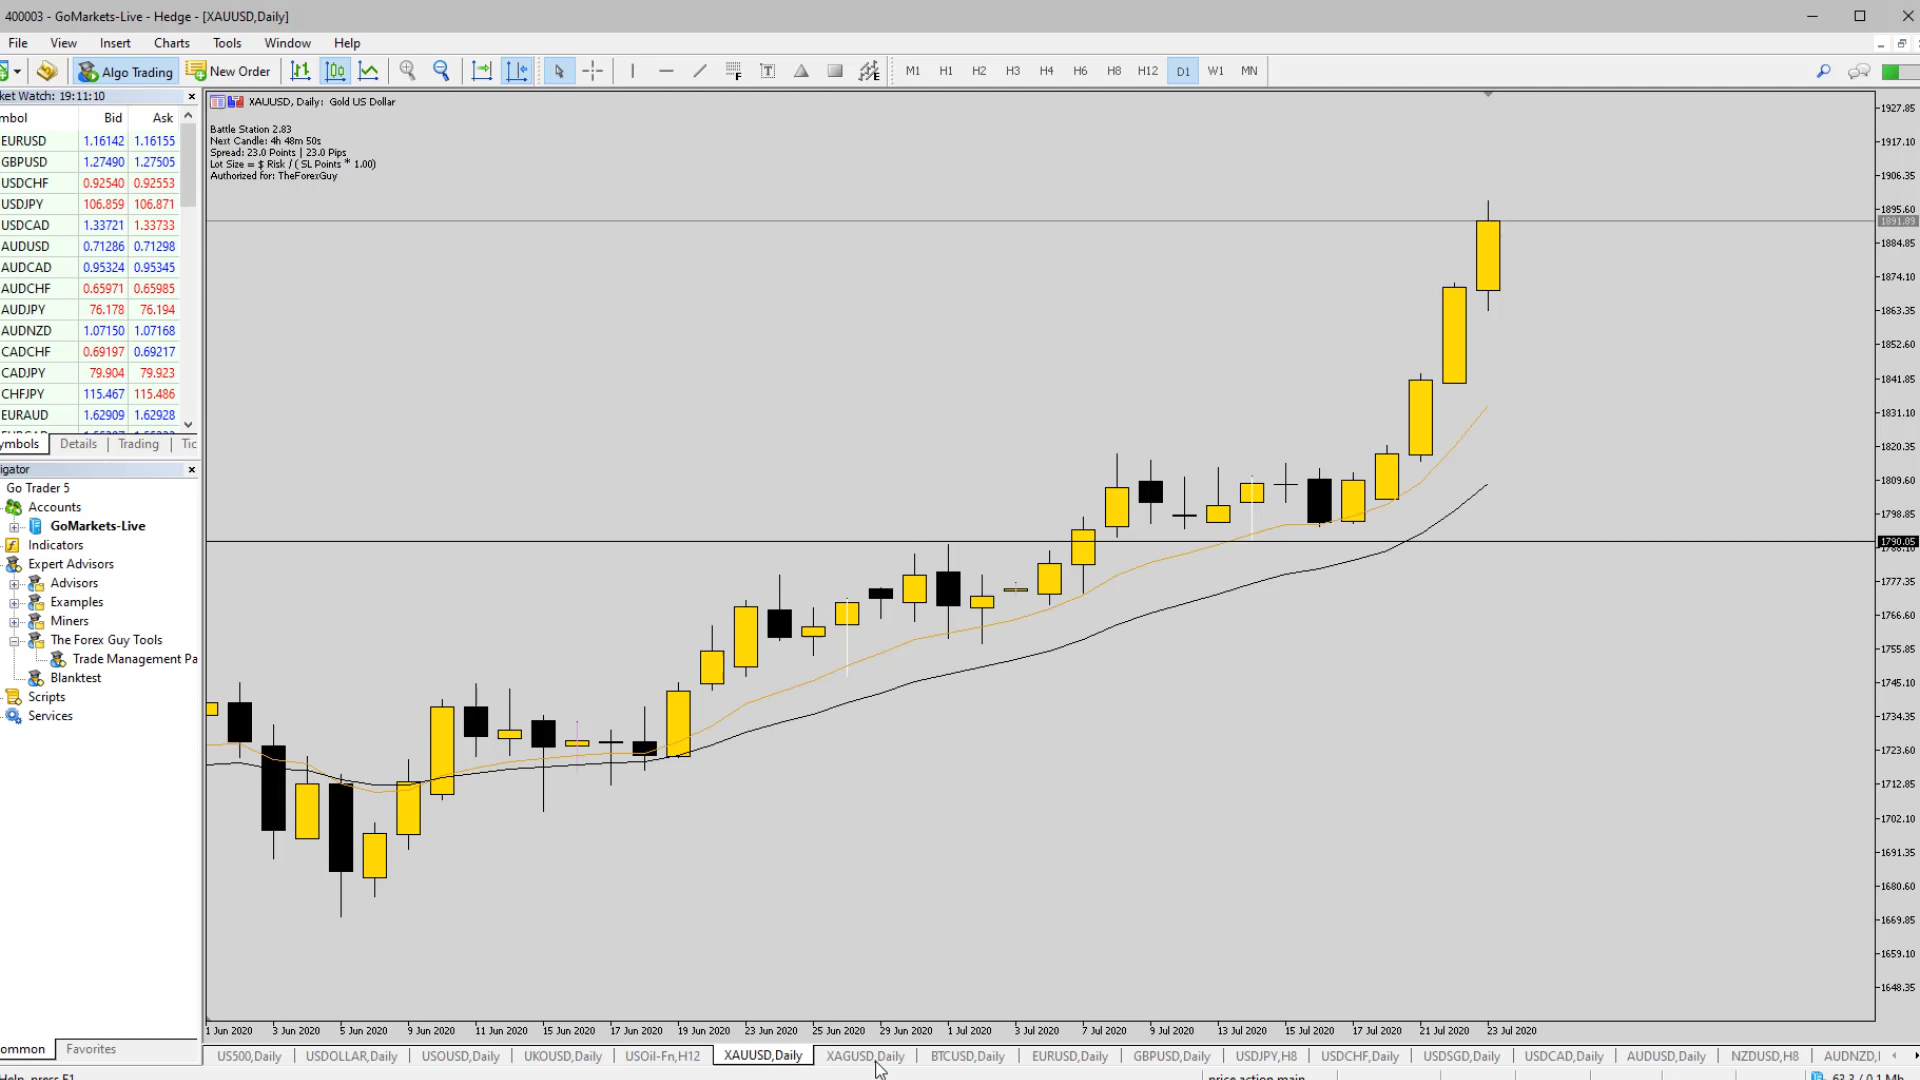 400003 - GoMarkets-Live - Hedge - [XAUUSD,Daily]
File View Insert Charts Tools Window Help
Algo Trading New Order M1 H1 H2 H3 H4 H6 H8 H12 D1 W1 MN
ket Watch: 19:11:10
mbol Bid Ask
EURUSD 1.16142 1.16155
GBPUSD 1.27490 1.27505
USDCHF 0.92540 0.92553
USDJPY 106.859 106.871
USDCAD 1.33721 1.33733
AUDUSD 0.71286 0.71298
AUDCAD 0.95324 0.95345
AUDCHF 0.65971 0.65985
AUDJPY 76.178 76.194
AUDNZD 1.07150 1.07168
CADCHF 0.69197 0.69217
CADJPY 79.904 79.923
CHFJPY 115.467 115.486
EURAUD 1.62909 1.62928
ymbols Details Trading Tic
igator
Go Trader 5
Accounts
GoMarkets-Live
Indicators
Expert Advisors
Advisors
Examples
Miners
The Forex Guy Tools
Trade Management Pa
Blanktest
Scripts
Services
ommon Favorites
XAUUSD, Daily: Gold US Dollar
Battle Station 2.83
Next Candle: 4h 48m 50s
Spread: 23.0 Points | 23.0 Pips
Lot Size = $ Risk / ( SL Points * 1.00)
Authorized for: TheForexGuy
1927.85
1917.10
1906.35
1895.60
1891.89
1884.85
1874.10
1863.35
1852.60
1841.85
1831.10
1820.35
1809.60
1798.85
1790.05
1788.10
1777.35
1766.60
1755.85
1745.10
1734.35
1723.60
1712.85
1702.10
1691.35
1680.60
1669.85
1659.10
1648.35
1 Jun 2020 3 Jun 2020 5 Jun 2020 9 Jun 2020 11 Jun 2020 15 Jun 2020 17 Jun 2020 19 Jun 2020 23 Jun 2020 25 Jun 2020 29 Jun 2020 1 Jul 2020 3 Jul 2020 7 Jul 2020 9 Jul 2020 13 Jul 2020 15 Jul 2020 17 Jul 2020 21 Jul 2020 23 Jul 2020
US500,Daily USDOLLAR,Daily USOUSD,Daily UKOUSD,Daily USOil-Fn,H12 XAUUSD,Daily XAGUSD,Daily BTCUSD,Daily EURUSD,Daily GBPUSD,Daily USDJPY,H8 USDCHF,Daily USDSGD,Daily USDCAD,Daily AUDUSD,Daily NZDUSD,H8 AUDNZD,
Help, press F1 price action main 63.3 / 0.1 Mb